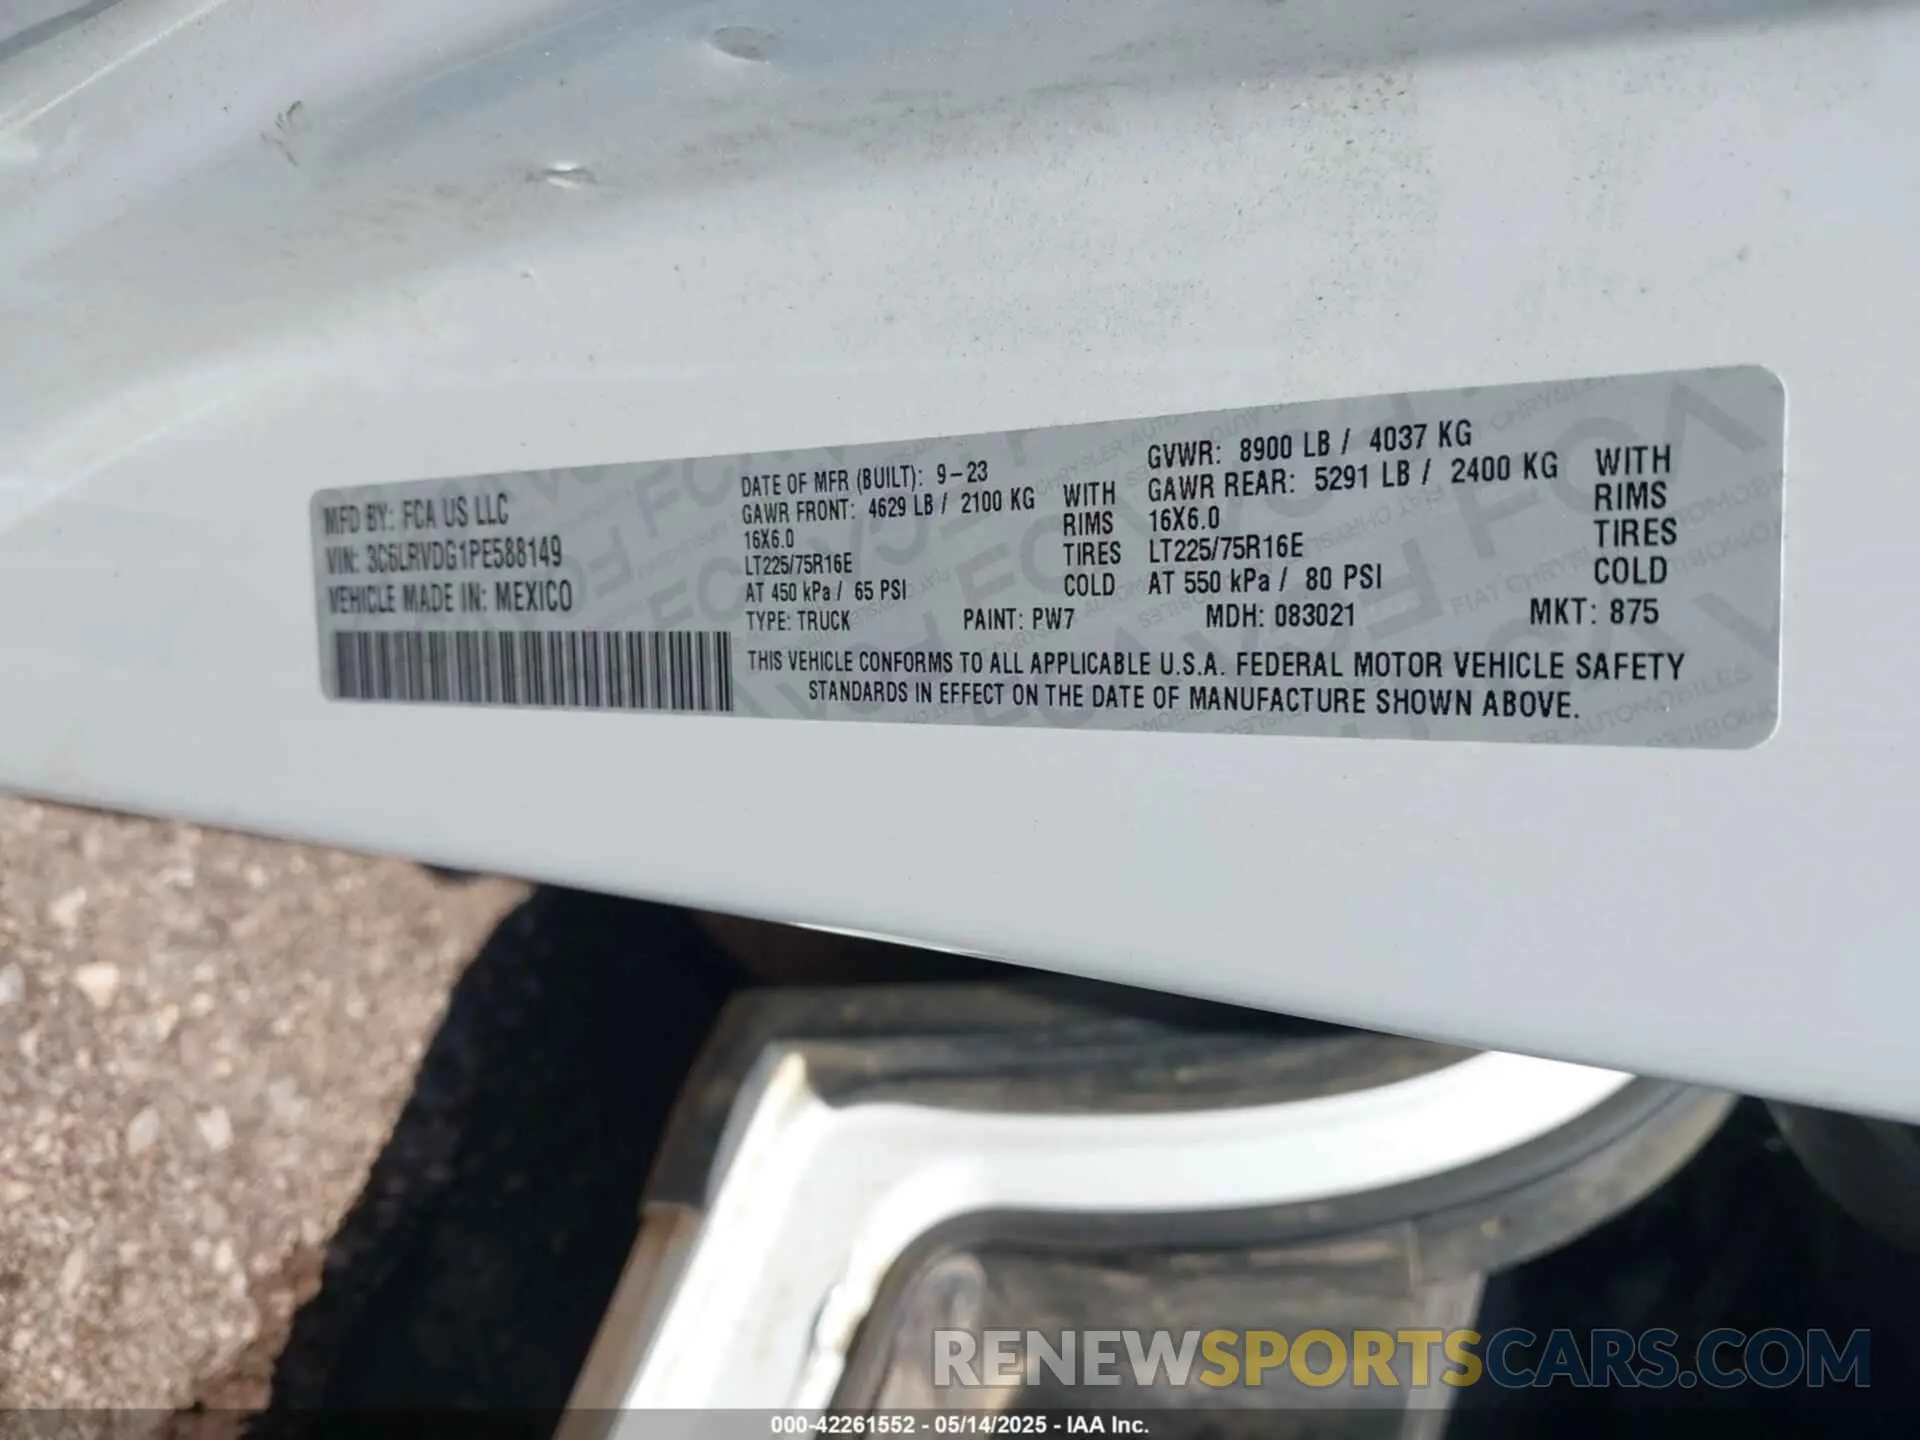 MFD BY: FCA US LLC
VIN: 3C6LRVDG1PE588149
VEHICLE MADE IN: MEXICO
DATE OF MFR (BUILT): 9-23
GAWR FRONT: 4629 LB / 2100 KG
16X6.0
LT225/75R16E
AT 450 kPa / 65 PSI
WITH
RIMS
TIRES
COLD
GVWR: 8900 LB / 4037 KG
GAWR REAR: 5291 LB / 2400 KG
16X6.0
LT225/75R16E
AT 550 kPa / 80 PSI
WITH
RIMS
TIRES
COLD
TYPE: TRUCK PAINT: PW7 MDH: 083021 MKT: 875
THIS VEHICLE CONFORMS TO ALL APPLICABLE U.S.A. FEDERAL MOTOR VEHICLE SAFETY
STANDARDS IN EFFECT ON THE DATE OF MANUFACTURE SHOWN ABOVE.
RENEWSPORTSCARS.COM
000-42261552 - 05/14/2025 - IAA Inc.